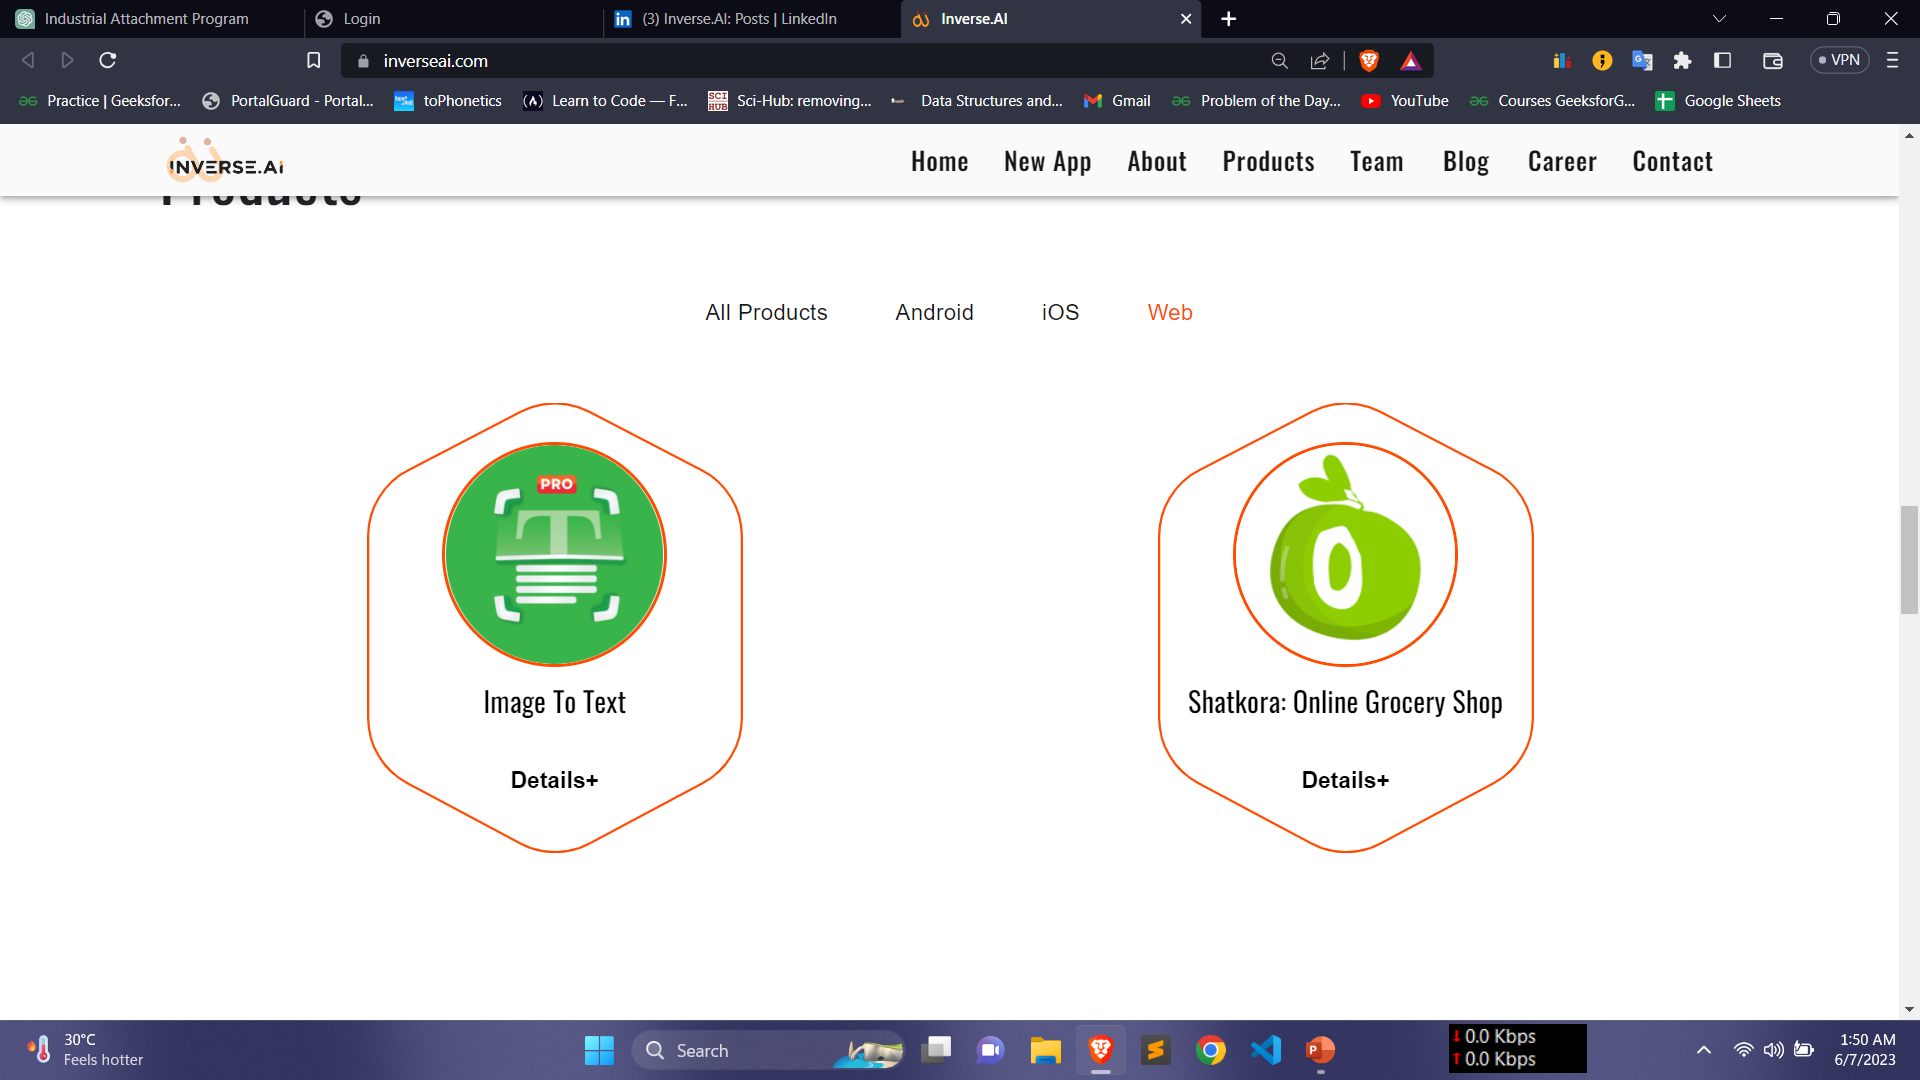 Industrial Attachment Program
Login
(3) Inverse.AI: Posts | LinkedIn
Inverse.AI
inverseai.com
VPN
Practice | Geeksfor...
PortalGuard - Portal...
toPhonetics
Learn to Code — F...
SCI HUB
Sci-Hub: removing...
Data Structures and...
Gmail
Problem of the Day...
YouTube
Courses GeeksforG...
Google Sheets
INVERSE.AI
Home New App About Products Team Blog Career Contact
Products
All Products Android iOS Web
PRO
T
Image To Text
Shatkora: Online Grocery Shop
Details+
Details+
30°C
Feels hotter
Search
0.0 Kbps
0.0 Kbps
1:50 AM
6/7/2023